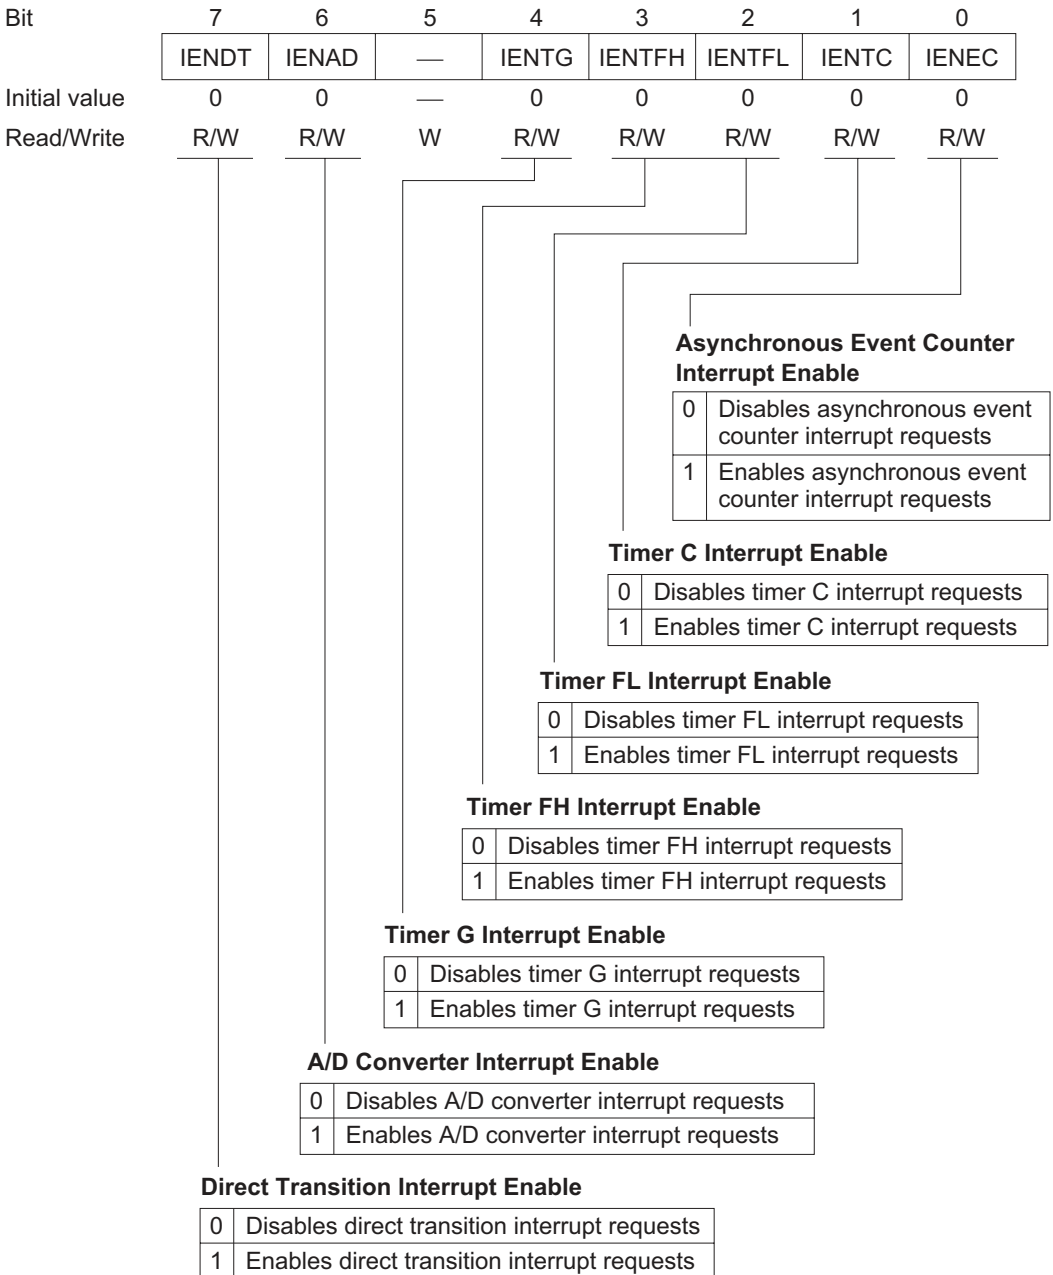 Bit 7 6 5 4 3 2 1 0
IENDT IENAD — IENTG IENTFH IENTFL IENTC IENEC
Initial value 0 0 — 0 0 0 0 0
Read/Write R/W R/W W R/W R/W R/W R/W R/W
Asynchronous Event Counter
Interrupt Enable
0 Disables asynchronous event
counter interrupt requests
1 Enables asynchronous event
counter interrupt requests
Timer C Interrupt Enable
0 Disables timer C interrupt requests
1 Enables timer C interrupt requests
Timer FL Interrupt Enable
0 Disables timer FL interrupt requests
1 Enables timer FL interrupt requests
Timer FH Interrupt Enable
0 Disables timer FH interrupt requests
1 Enables timer FH interrupt requests
Timer G Interrupt Enable
0 Disables timer G interrupt requests
1 Enables timer G interrupt requests
A/D Converter Interrupt Enable
0 Disables A/D converter interrupt requests
1 Enables A/D converter interrupt requests
Direct Transition Interrupt Enable
0 Disables direct transition interrupt requests
1 Enables direct transition interrupt requests